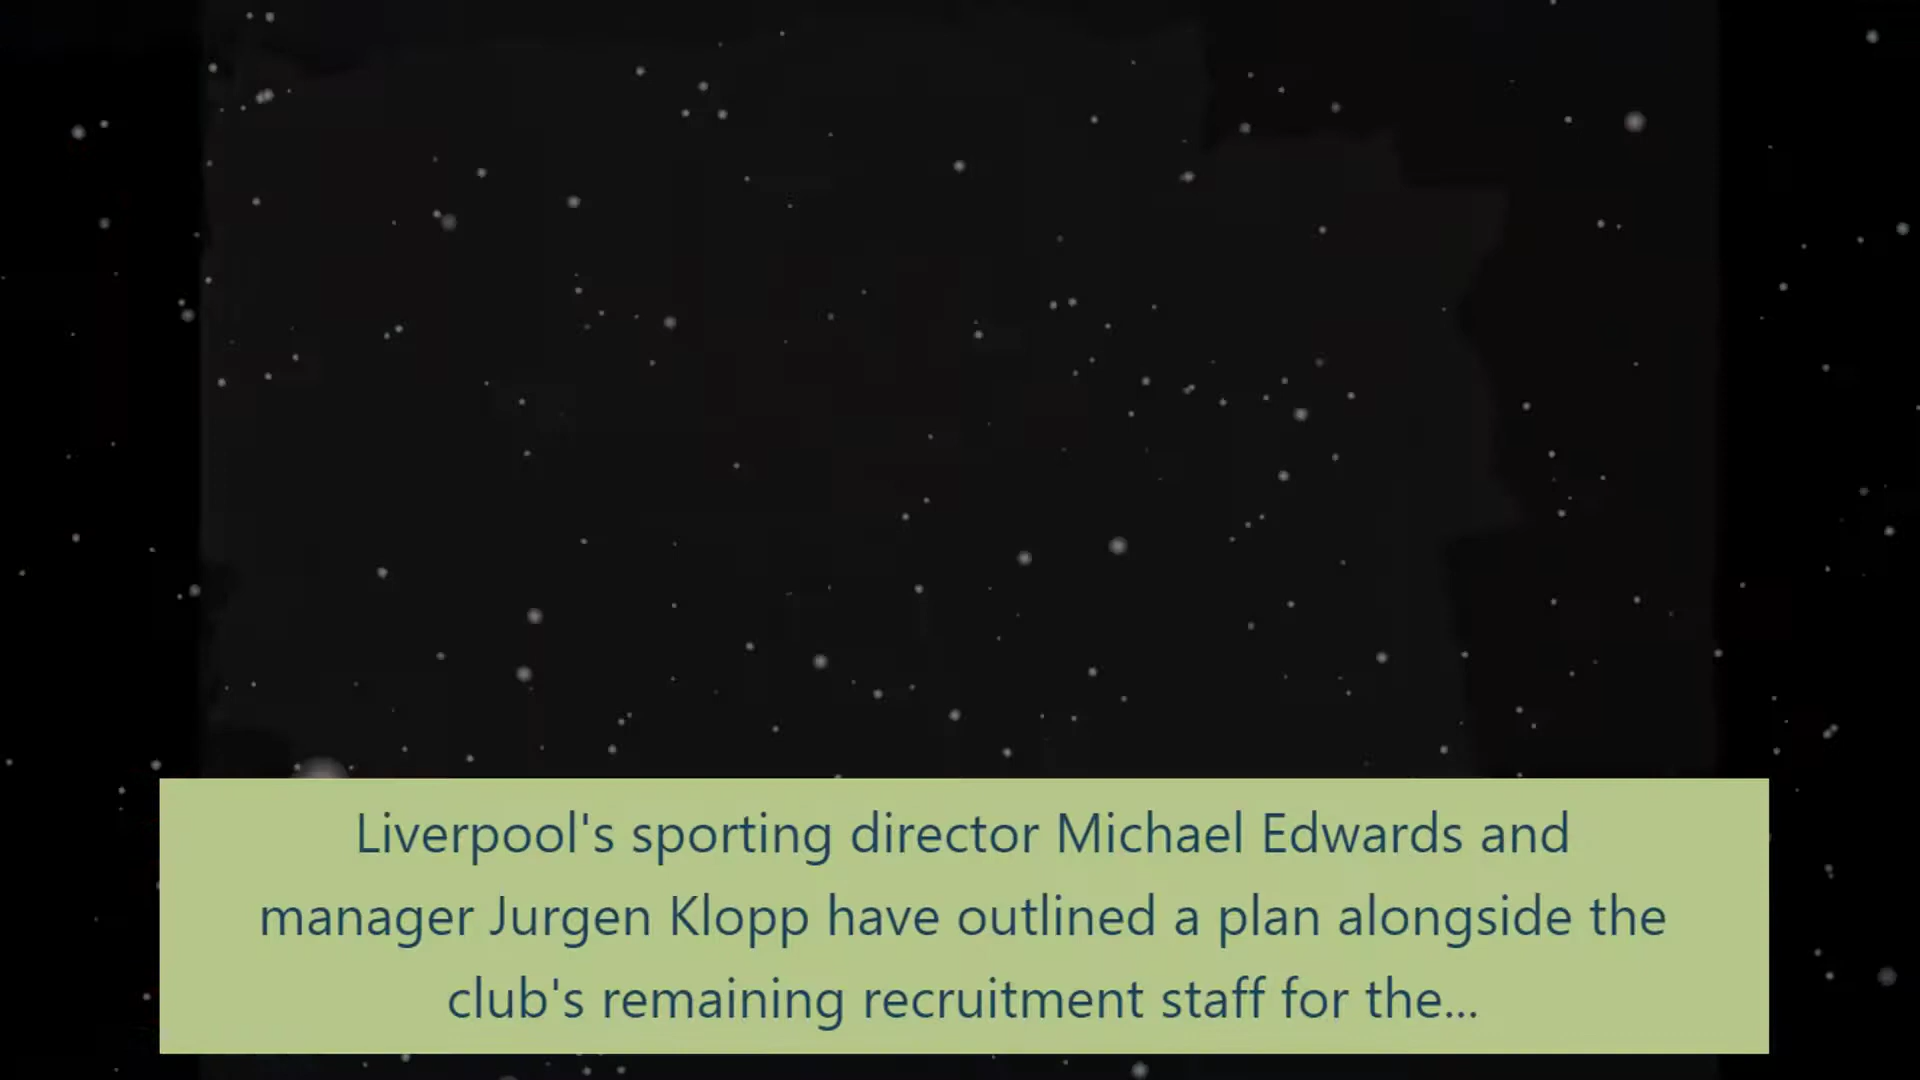 Liverpool's sporting director Michael Edwards and
manager Jurgen Klopp have outlined a plan alongside the
club's remaining recruitment staff for the...